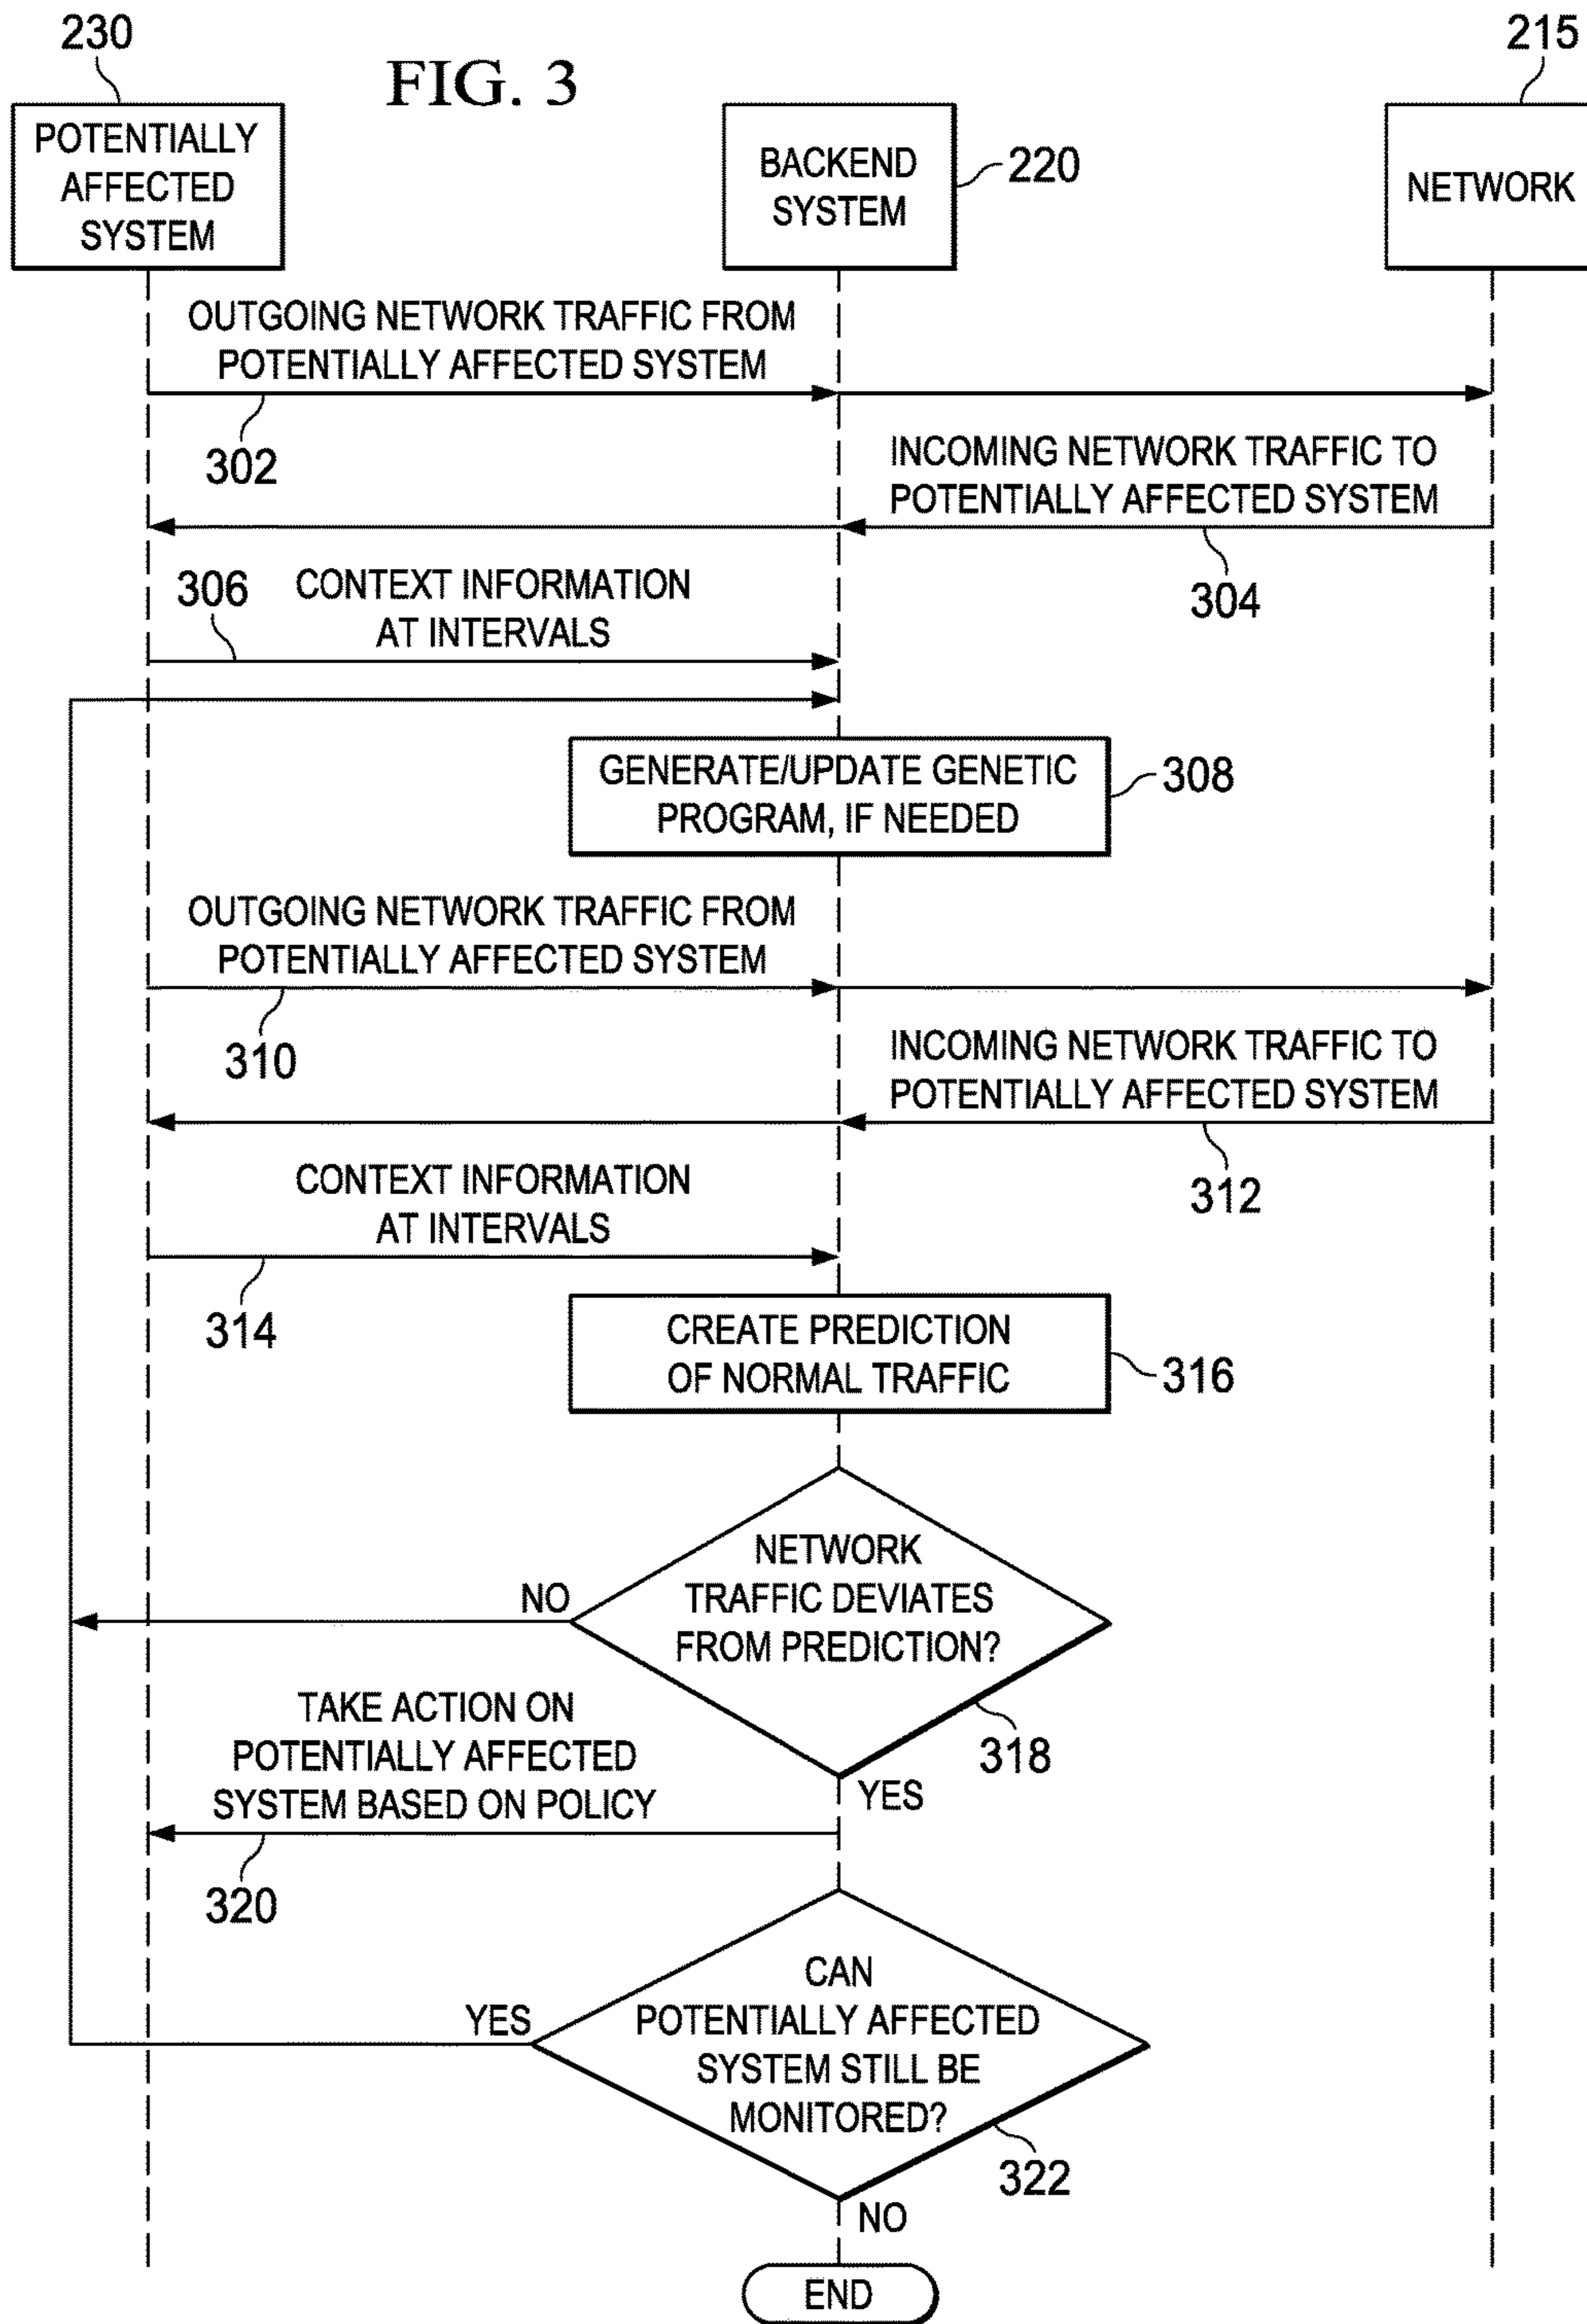 230
FIG. 3
215
POTENTIALLY
AFFECTED
SYSTEM
BACKEND
SYSTEM
220
NETWORK
OUTGOING NETWORK TRAFFIC FROM
POTENTIALLY AFFECTED SYSTEM
302
INCOMING NETWORK TRAFFIC TO
POTENTIALLY AFFECTED SYSTEM
304
306
CONTEXT INFORMATION
AT INTERVALS
GENERATE/UPDATE GENETIC
PROGRAM, IF NEEDED
308
OUTGOING NETWORK TRAFFIC FROM
POTENTIALLY AFFECTED SYSTEM
310
INCOMING NETWORK TRAFFIC TO
POTENTIALLY AFFECTED SYSTEM
312
CONTEXT INFORMATION
AT INTERVALS
314
CREATE PREDICTION
OF NORMAL TRAFFIC
316
NETWORK
TRAFFIC DEVIATES
FROM PREDICTION?
NO
318
YES
TAKE ACTION ON
POTENTIALLY AFFECTED
SYSTEM BASED ON POLICY
320
CAN
POTENTIALLY AFFECTED
SYSTEM STILL BE
MONITORED?
YES
322
NO
END